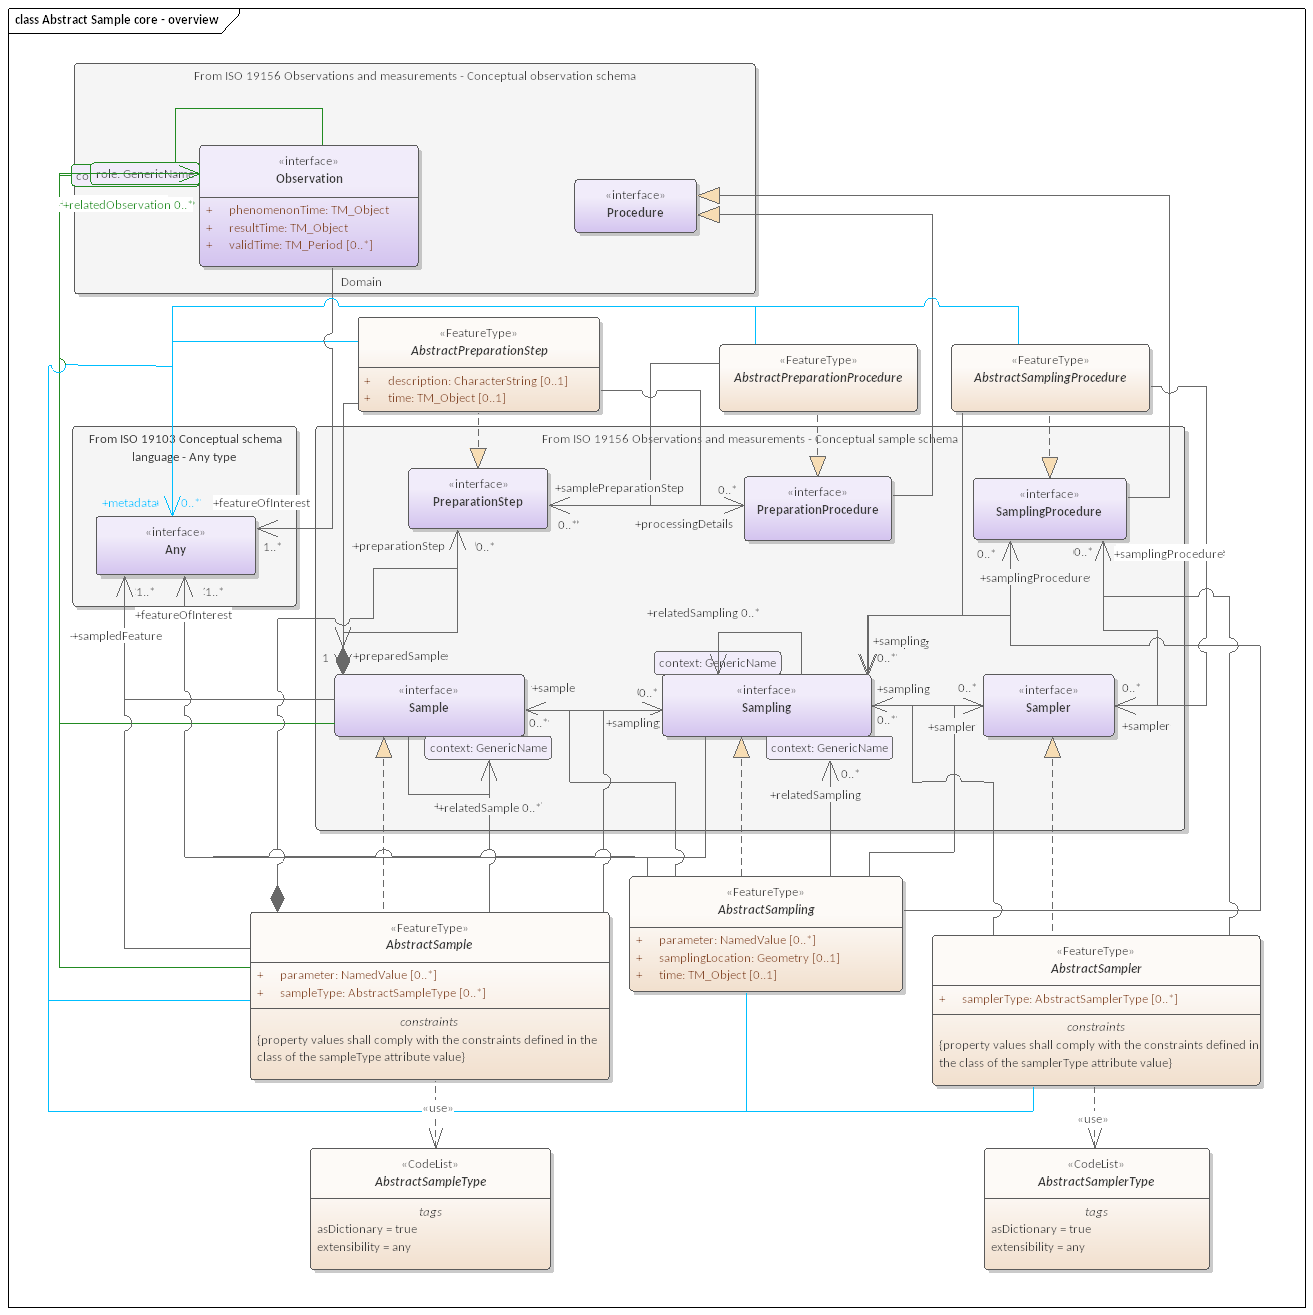 class Abstract Sample core - overview
From ISO 19156 Observations and measurements - Conceptual observation schema
role: GenericName
+relatedObservation 0..*
«interface»
Observation
+ phenomenonTime: TM_Object
+ resultTime: TM_Object
+ validTime: TM_Period [0..*]
«interface»
Procedure
Domain
«FeatureType»
AbstractPreparationStep
+ description: CharacterString [0..1]
+ time: TM_Object [0..1]
«FeatureType»
AbstractPreparationProcedure
«FeatureType»
AbstractSamplingProcedure
From ISO 19103 Conceptual schema
language - Any type
+metadata 0..*
+featureOfInterest
1..*
«interface»
Any
1..*
1..*
+featureOfInterest
+sampledFeature
From ISO 19156 Observations and measurements - Conceptual sample schema
«interface»
PreparationStep
+samplePreparationStep
0..*
0..*
+processingDetails
«interface»
PreparationProcedure
«interface»
SamplingProcedure
+preparationStep
0..*
0..*
+samplingProcedure
0..*
+samplingProcedure
+relatedSampling 0..*
context: GenericName
+sampling
0..*
1
+preparedSample
«interface»
Sample
+sample
0..*
0..*
+sampling
«interface»
Sampling
+sampling
0..*
0..*
+sampler
«interface»
Sampler
0..*
+sampler
context: GenericName
+relatedSample 0..*
context: GenericName
0..*
+relatedSampling
«FeatureType»
AbstractSample
+ parameter: NamedValue [0..*]
+ sampleType: AbstractSampleType [0..*]
constraints
{property values shall comply with the constraints defined in the
class of the sampleType attribute value}
«FeatureType»
AbstractSampling
+ parameter: NamedValue [0..*]
+ samplingLocation: Geometry [0..1]
+ time: TM_Object [0..1]
«FeatureType»
AbstractSampler
+ samplerType: AbstractSamplerType [0..*]
constraints
{property values shall comply with the constraints defined in
the class of the samplerType attribute value}
«use»
«use»
«CodeList»
AbstractSampleType
tags
asDictionary = true
extensibility = any
«CodeList»
AbstractSamplerType
tags
asDictionary = true
extensibility = any